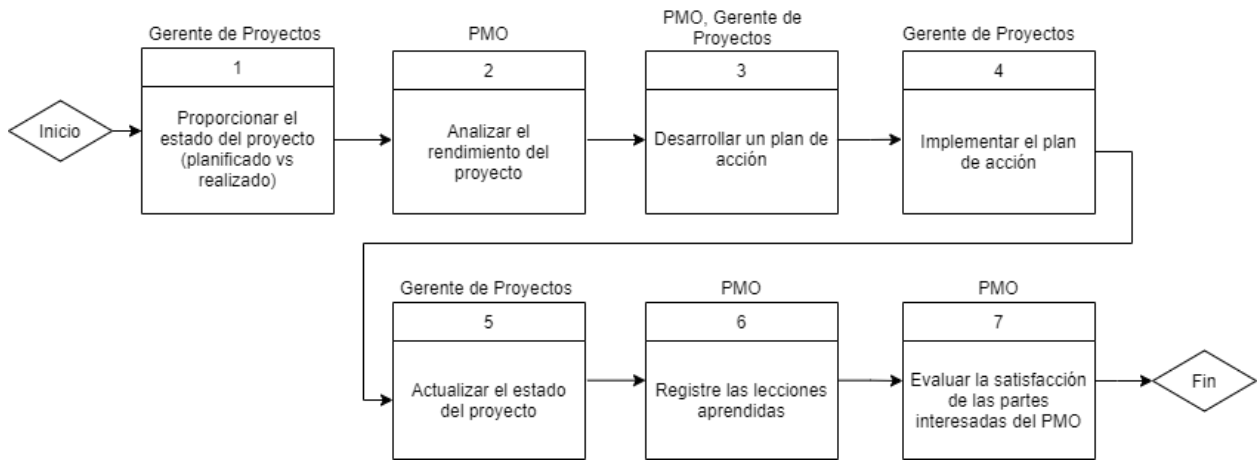 Gerente de Proyectos
1
Proporcionar el
estado del proyecto
(planificado vs
realizado)
Inicio
PMO
2
Analizar el
rendimiento del
proyecto
PMO, Gerente de
Proyectos
3
Desarrollar un plan de
acción
Gerente de Proyectos
4
Implementar el plan
de acción
Gerente de Proyectos
5
Actualizar el estado
del proyecto
PMO
6
Registre las lecciones
aprendidas
PMO
7
Evaluar la satisfacción
de las partes
interesadas del PMO
Fin